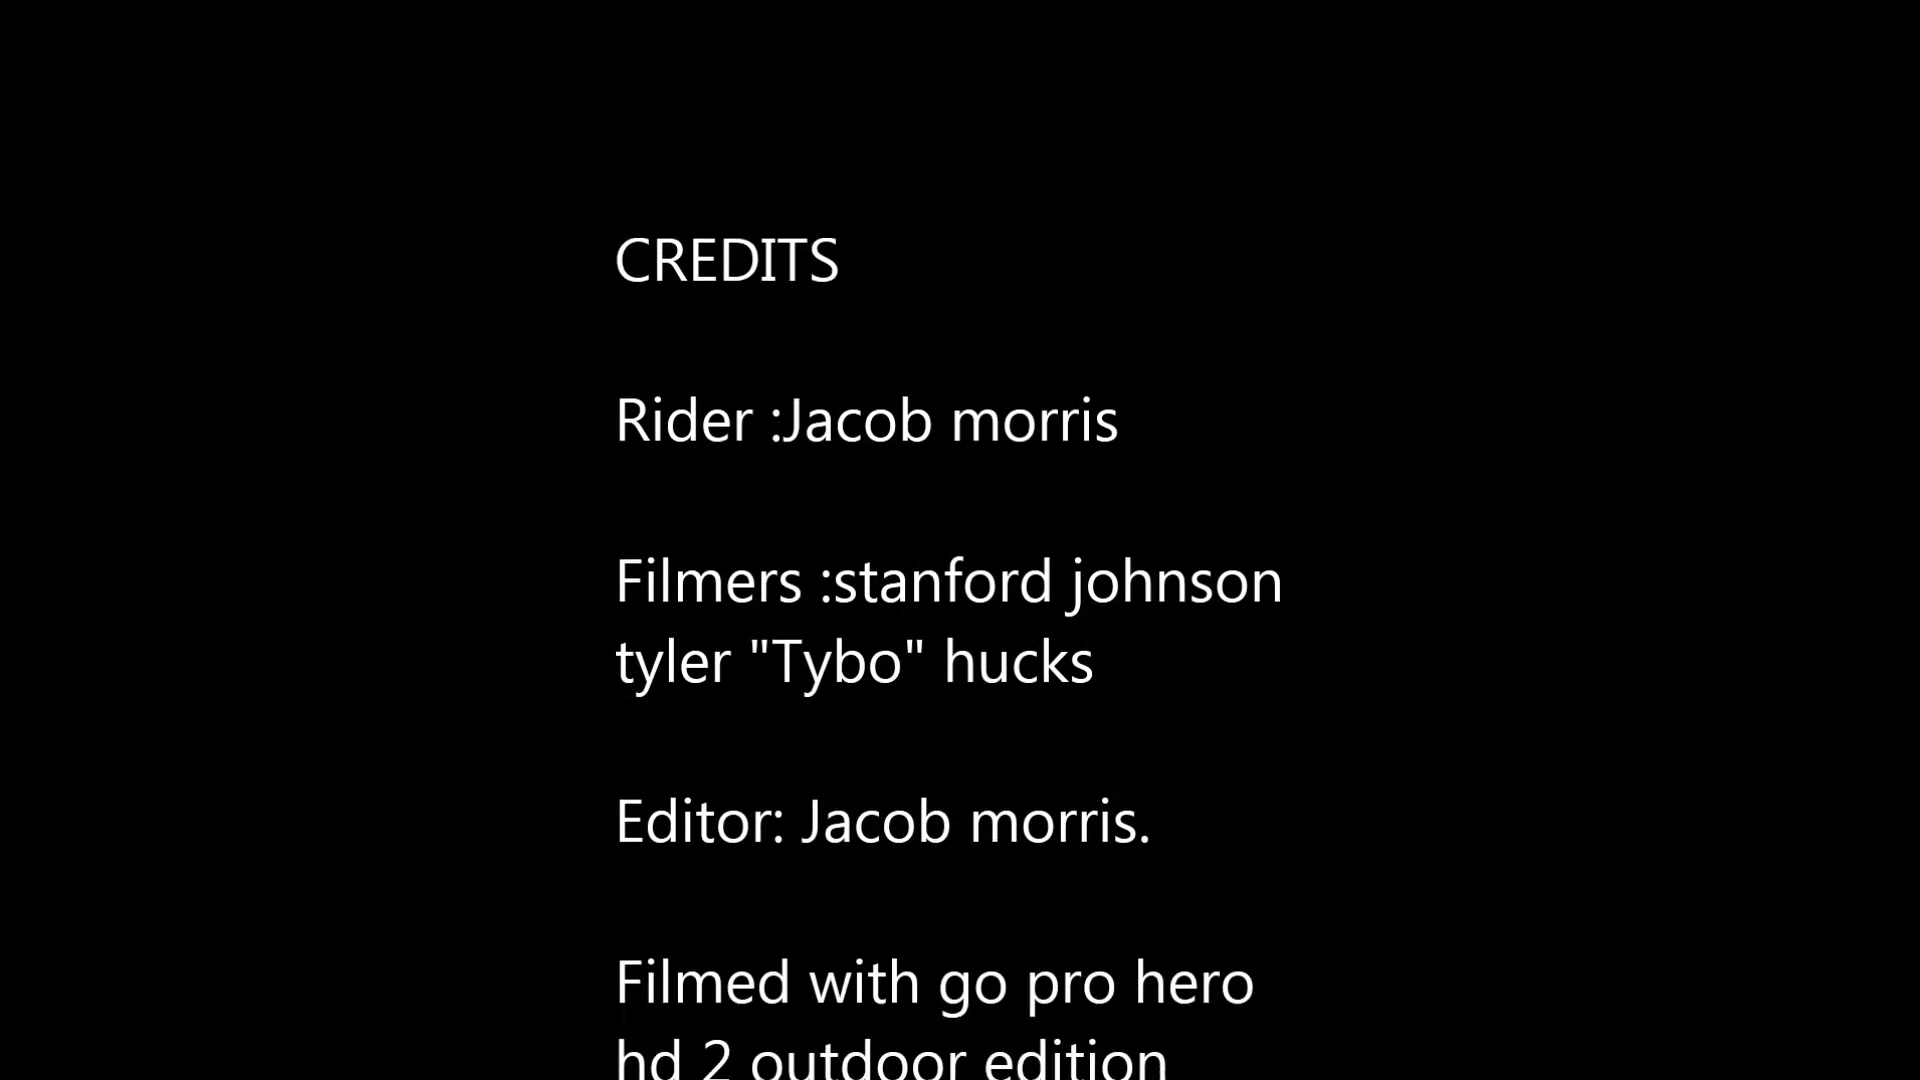 CREDITS
Rider :Jacob morris
Filmers :stanford johnson
tyler "Tybo" hucks
Editor: Jacob morris.
Filmed with go pro hero
hd 2 outdoor edition